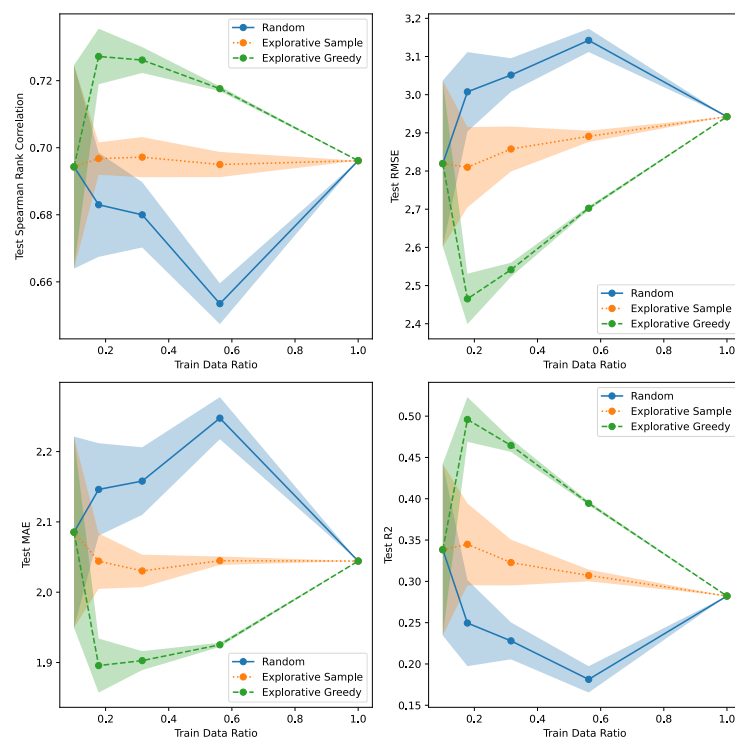 Test Spearman Rank Correlation
0.72
0.70
0.68
0.66
0.2 0.4 0.6 0.8 1.0
Train Data Ratio
Random
Explorative Sample
Explorative Greedy
Test RMSE
3.2
3.1
3.0
2.9
2.8
2.7
2.6
2.5
2.4
0.2 0.4 0.6 0.8 1.0
Train Data Ratio
Random
Explorative Sample
Explorative Greedy
Test MAE
2.2
2.1
2.0
1.9
0.2 0.4 0.6 0.8 1.0
Train Data Ratio
Random
Explorative Sample
Explorative Greedy
Test R2
0.50
0.45
0.40
0.35
0.30
0.25
0.20
0.15
0.2 0.4 0.6 0.8 1.0
Train Data Ratio
Random
Explorative Sample
Explorative Greedy